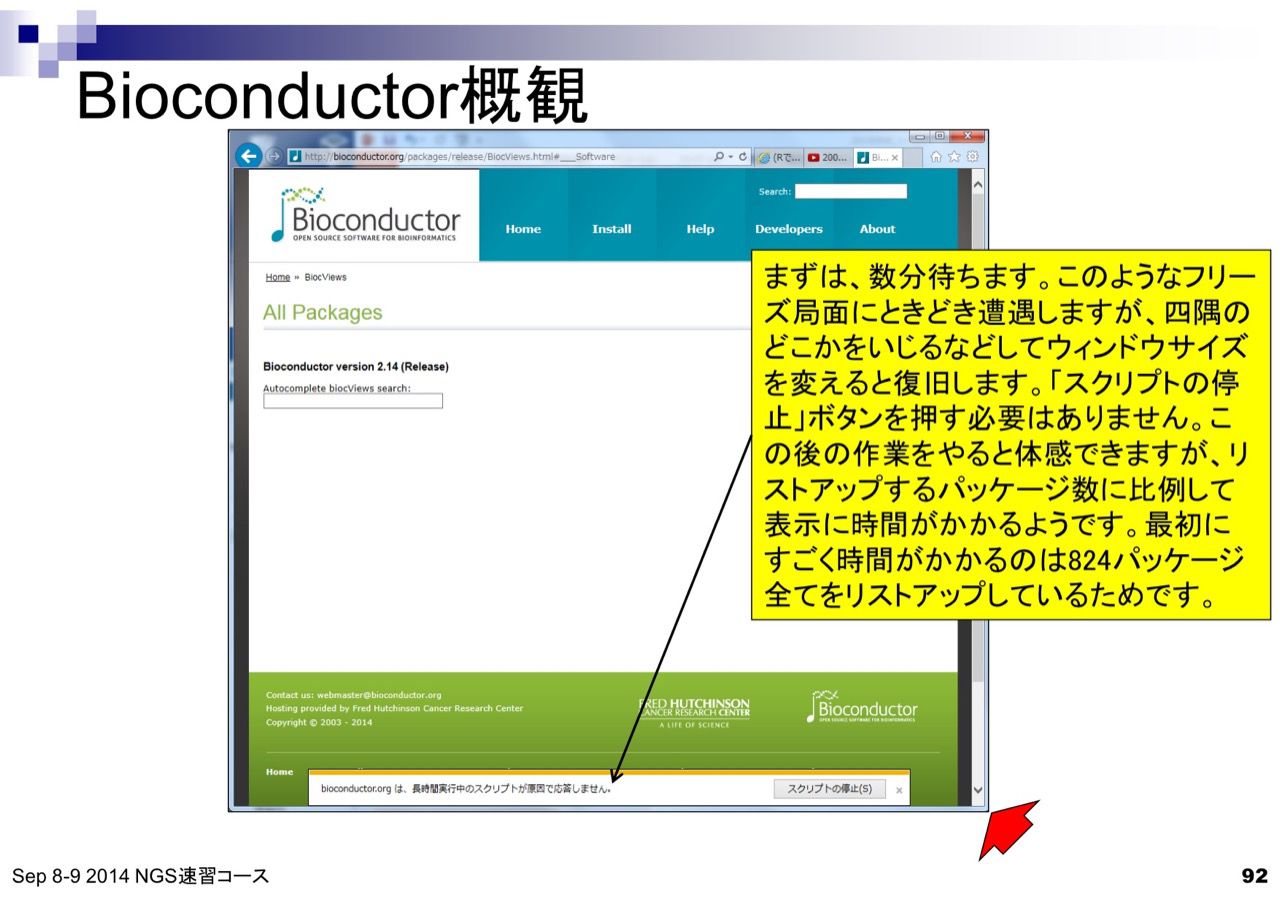 Bioconductor概観
http://bioconductor.org/packages/release/BiocViews.html#___Software
(Rで...
200...
Bi...
Bioconductor
OPEN SOURCE SOFTWARE FOR BIOINFORMATICS
Search:
Home Install Help Developers About
Home » BiocViews
All Packages
Bioconductor version 2.14 (Release)
Autocomplete biocViews search:
まずは、数分待ちます。このようなフリー
ズ局面にときどき遭遇しますが、四隅の
どこかをいじるなどしてウィンドウサイズ
を変えると復旧します。「スクリプトの停
止」ボタンを押す必要はありません。こ
の後の作業をやると体感できますが、リ
ストアップするパッケージ数に比例して
表示に時間がかかるようです。最初に
すごく時間がかかるのは824パッケージ
全てをリストアップしているためです。
Contact us: webmaster@bioconductor.org
Hosting provided by Fred Hutchinson Cancer Research Center
Copyright © 2003 - 2014
FRED HUTCHINSON
CANCER RESEARCH CENTER
A LIFE OF SCIENCE
Bioconductor
OPEN SOURCE SOFTWARE FOR BIOINFORMATICS
Home
bioconductor.org は、長時間実行中のスクリプトが原因で応答しません。
スクリプトの停止(S)
Sep 8-9 2014 NGS速習コース
92